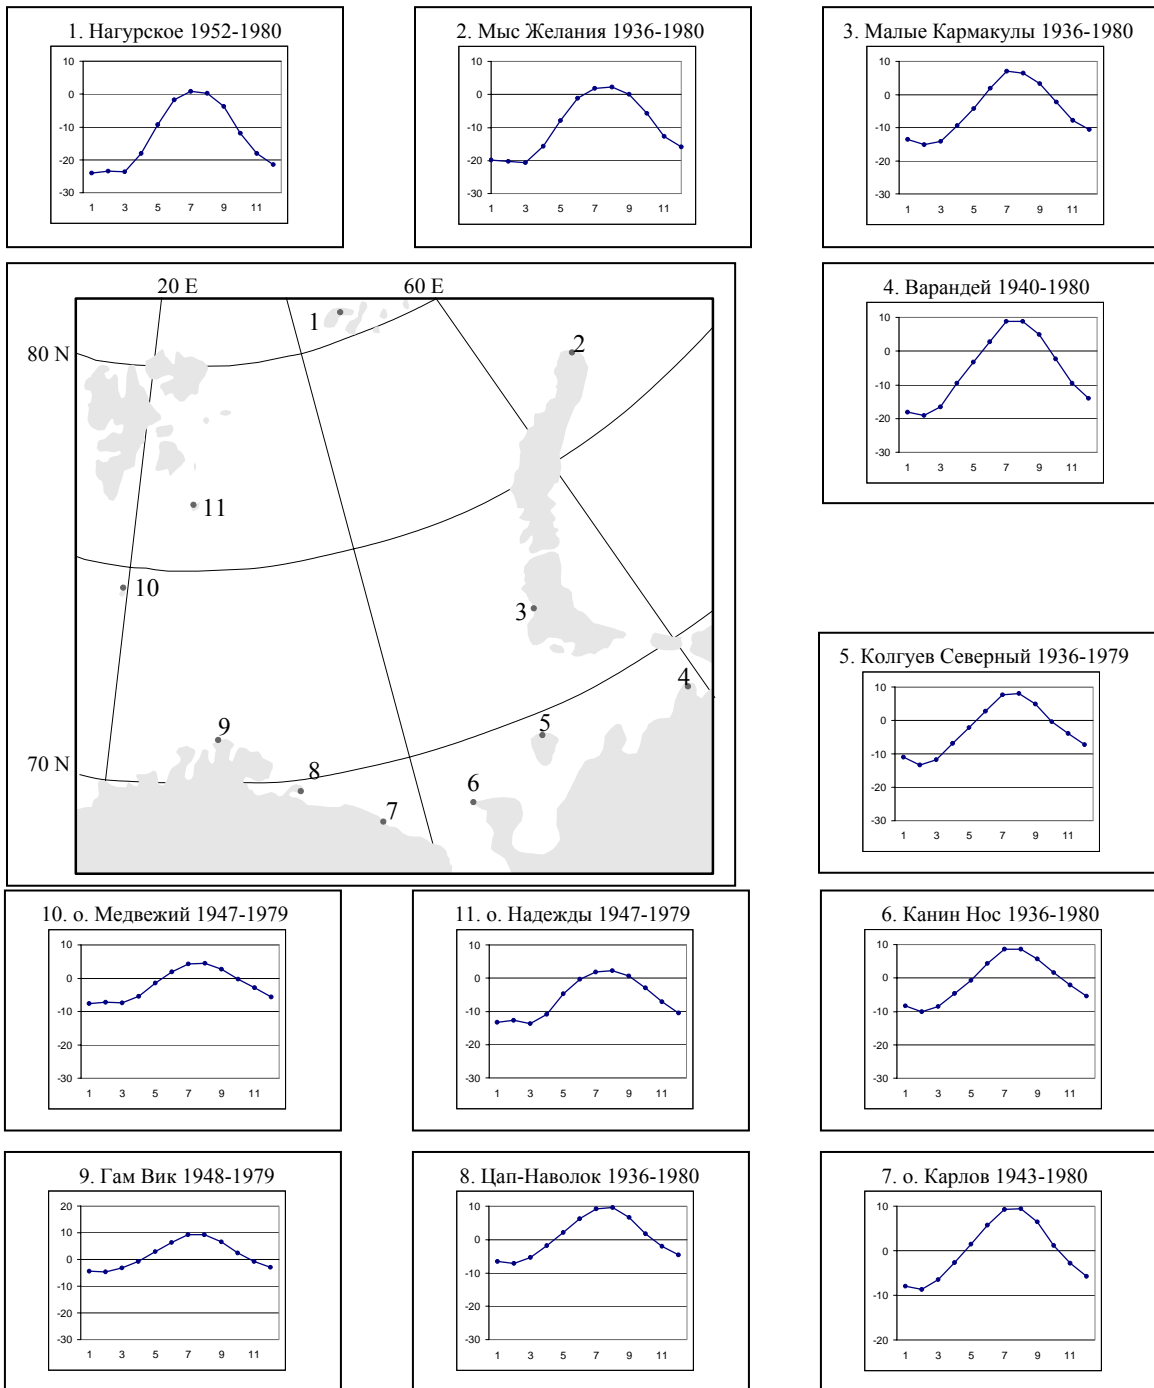 1. Нагурское 1952-1980
10
0
-10
-20
-30
1 3 5 7 9 11
2. Мыс Желания 1936-1980
10
0
-10
-20
-30
1 3 5 7 9 11
3. Малые Кармакулы 1936-1980
10
0
-10
-20
-30
1 3 5 7 9 11
20 E 60 E
80 N
70 N
1
2
11
10
3
4
9
5
8
6
7
4. Варандей 1940-1980
10
0
-10
-20
-30
1 3 5 7 9 11
5. Колгуев Северный 1936-1979
10
0
-10
-20
-30
1 3 5 7 9 11
10. о. Медвежий 1947-1979
10
0
-10
-20
-30
1 3 5 7 9 11
11. о. Надежды 1947-1979
10
0
-10
-20
-30
1 3 5 7 9 11
6. Канин Нос 1936-1980
10
0
-10
-20
-30
1 3 5 7 9 11
9. Гам Вик 1948-1979
20
10
0
-10
-20
-30
1 3 5 7 9 11
8. Цап-Наволок 1936-1980
10
0
-10
-20
-30
1 3 5 7 9 11
7. о. Карлов 1943-1980
10
0
-10
-20
1 3 5 7 9 11